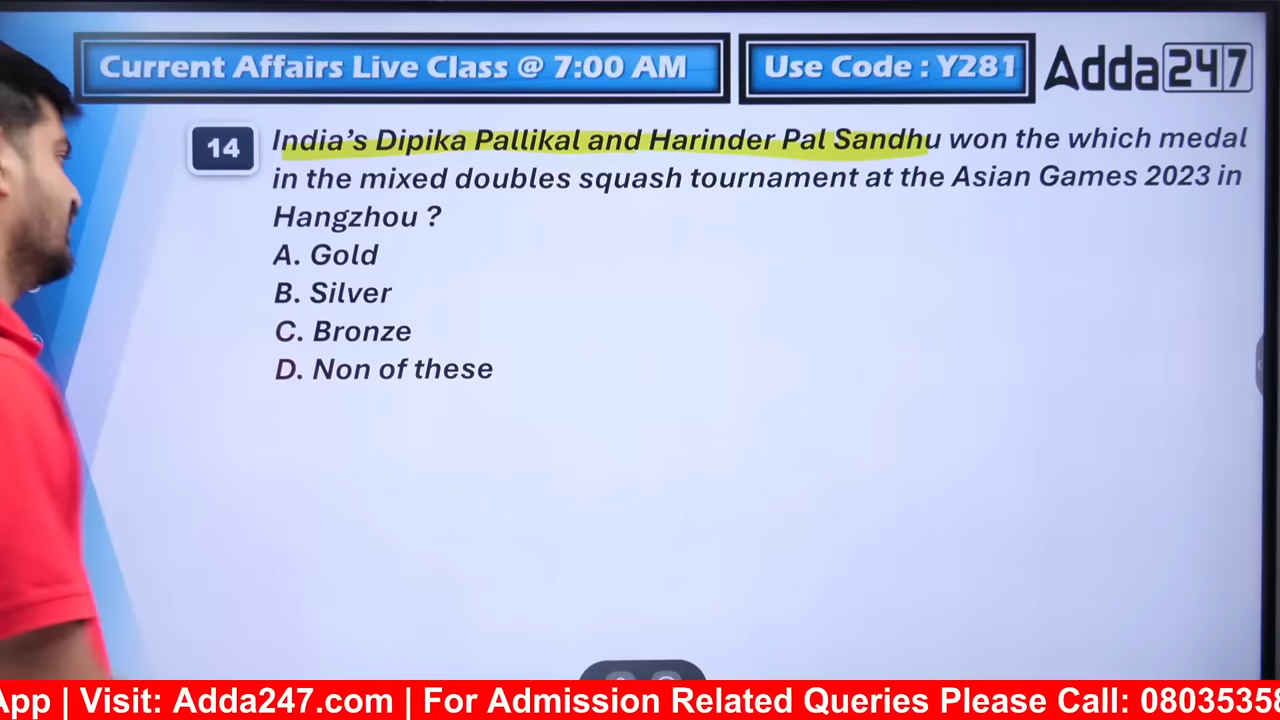 Current Affairs Live Class @ 7:00 AM
Use Code : Y281
Adda247
14
India's Dipika Pallikal and Harinder Pal Sandhu won the which medal
in the mixed doubles squash tournament at the Asian Games 2023 in
Hangzhou ?
A. Gold
B. Silver
C. Bronze
D. Non of these
App | Visit: Adda247.com | For Admission Related Queries Please Call: 08035358